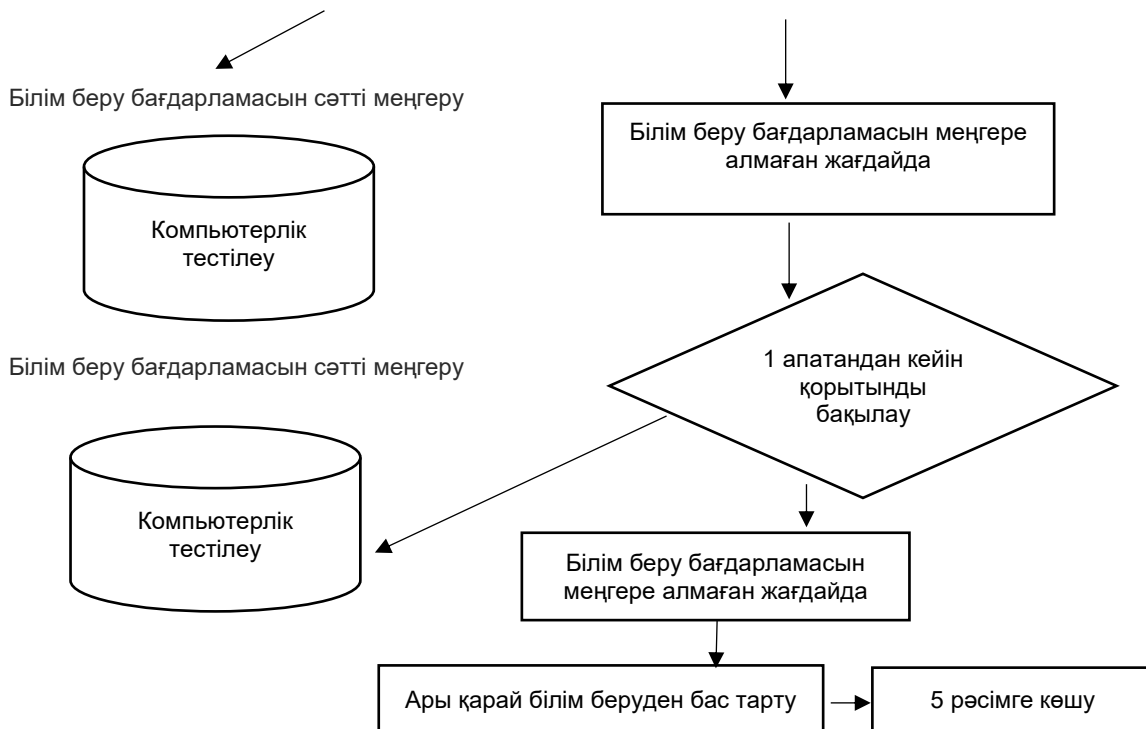 Білім беру бағдарламасын сәтті меңгеру
Білім беру бағдарламасын меңгере
алмаған жағдайда
Компьютерлік
тестілеу
1 апатандан кейін
қорытынды
бақылау
Білім беру бағдарламасын сәтті меңгеру
Компьютерлік
тестілеу
Білім беру бағдарламасын
меңгере алмаған жағдайда
Ары қарай білім беруден бас тарту
5 рәсімге көшу